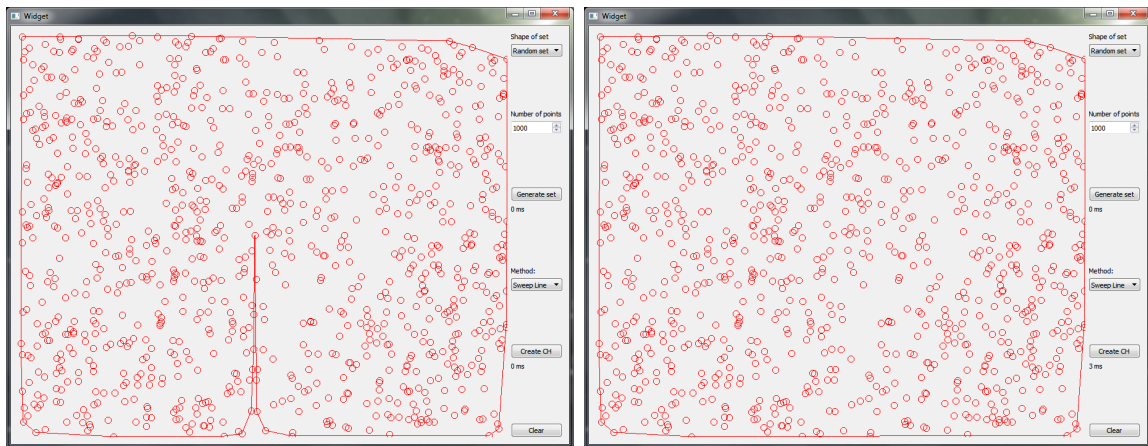 Widget
Shape of set
Random set
Number of points
1000
Generate set
0 ms
Method:
Sweep Line
Create CH
0 ms
Clear
Widget
Shape of set
Random set
Number of points
1000
Generate set
0 ms
Method:
Sweep Line
Create CH
3 ms
Clear